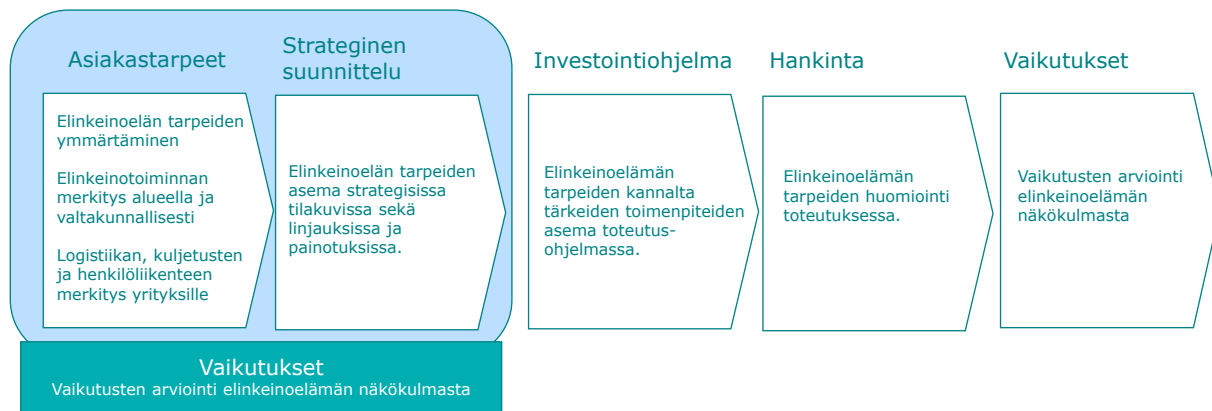 Asiakastarpeet
Elinkeinoelän tarpeiden
ymmärtäminen
Elinkeinotoiminnan
merkitys alueella ja
valtakunnallisesti
Logistiikan, kuljetusten
ja henkilöliikenteen
merkitys yrityksille
Strateginen
suunnittelu
Elinkeinoelän tarpeiden
asema strategisissa
tilakuvissa sekä
linjauksissa ja
painotuksissa.
Investointiohjelma
Elinkeinoelämän
tarpeiden kannalta
tärkeiden toimenpiteiden
asema toteutus-
ohjelmassa.
Hankinta
Elinkeinoelämän
tarpeiden huomiointi
toteutuksessa.
Vaikutukset
Vaikutusten arviointi
elinkeinoelämän
näkökulmasta
Vaikutukset
Vaikutusten arviointi elinkeinoelämän näkökulmasta